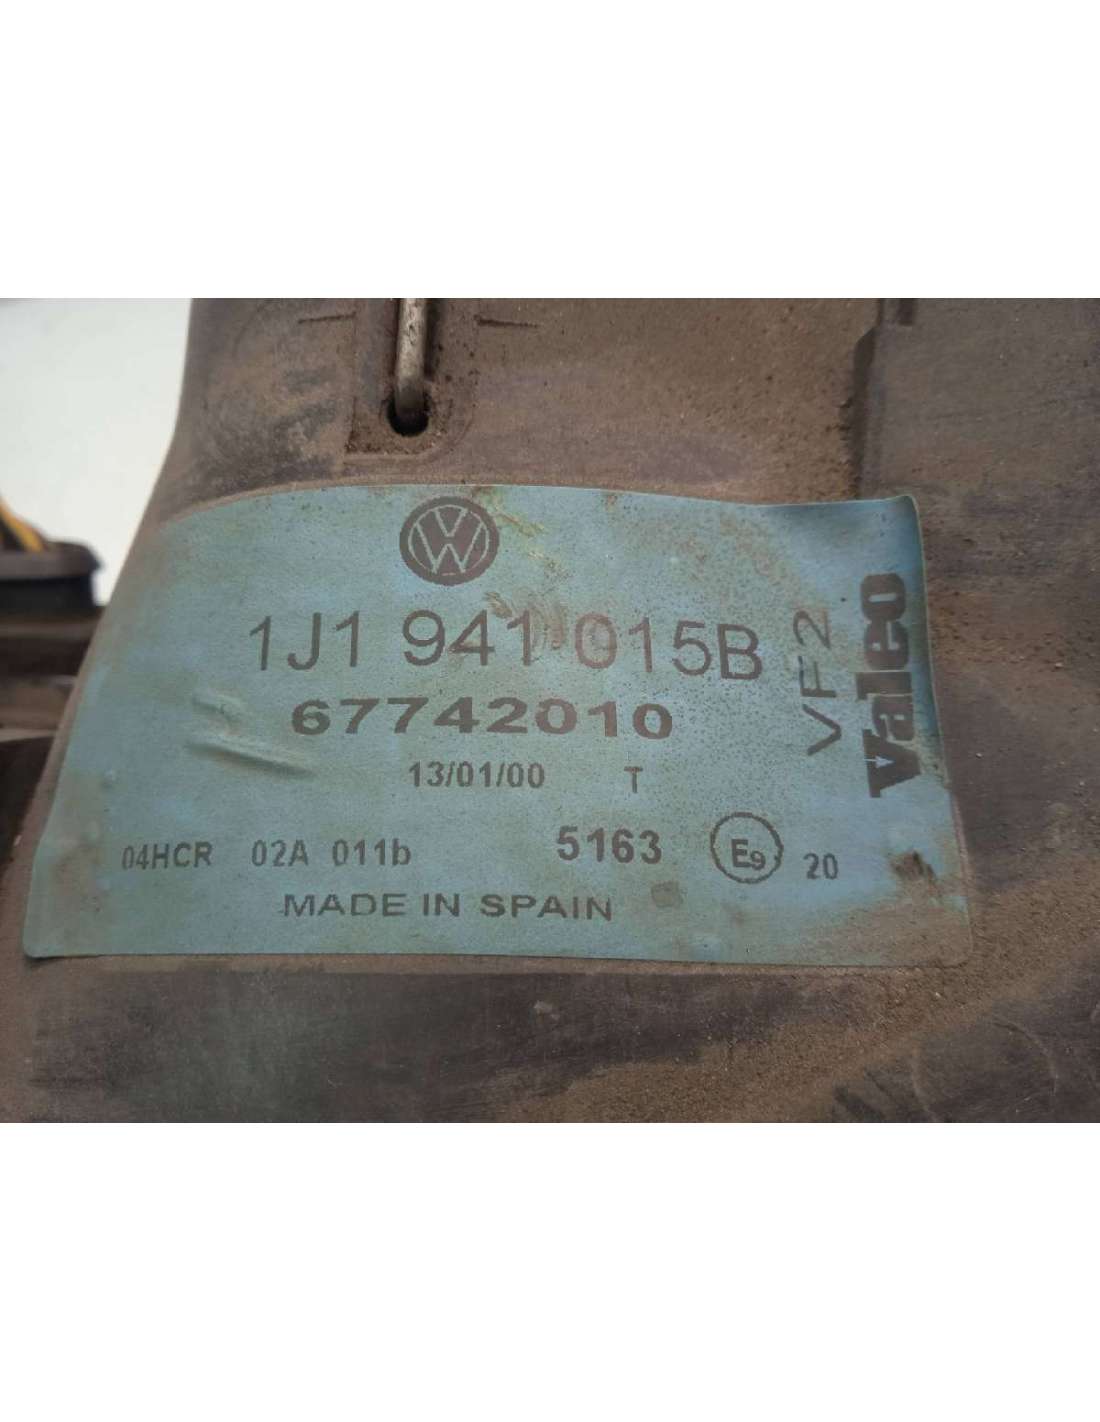 1J1 941 015B
67742010
13/01/00 T
04HCR 02A 011b 5163 E9 20
MADE IN SPAIN
VF2
Valeo